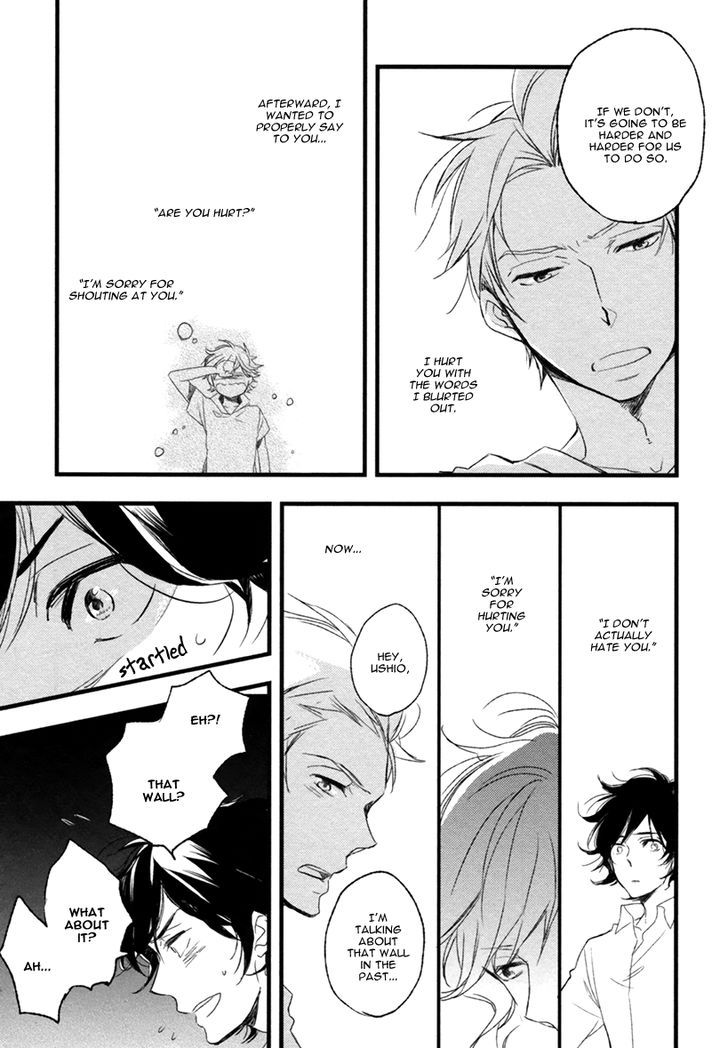 IF WE DON'T,
IT'S GOING TO BE
HARDER AND
HARDER FOR US
TO DO SO.
I HURT
YOU WITH
THE WORDS
I BLURTED
OUT.
AFTERWARD, I
WANTED TO
PROPERLY SAY
TO YOU...
"ARE YOU HURT?"
"I'M SORRY FOR
SHOUTING AT YOU."
"I DON'T
ACTUALLY
HATE YOU."
"I'M
SORRY
FOR
HURTING
YOU."
NOW...
HEY,
USHIO,
I'M
TALKING
ABOUT
THAT WALL
IN THE
PAST...
startled
EH?!
THAT
WALL?
WHAT
ABOUT
IT?
AH...